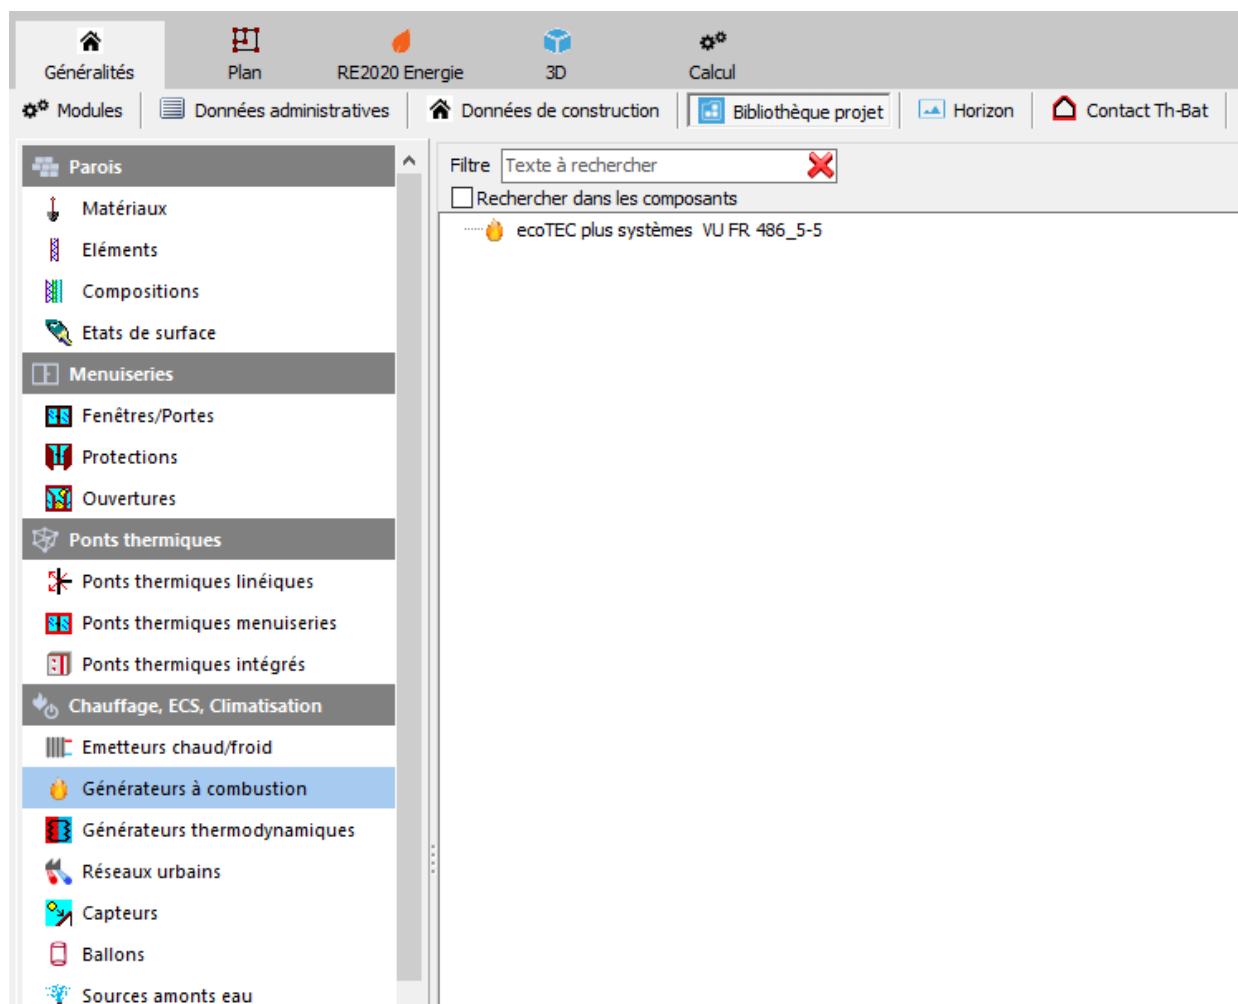 Généralités Plan RE2020 Energie 3D Calcul
Modules Données administratives Données de construction Bibliothèque projet Horizon Contact Th-Bat
Parois
Matériaux
Eléments
Compositions
Etats de surface
Menuiseries
Fenêtres/Portes
Protections
Ouvertures
Ponts thermiques
Ponts thermiques linéiques
Ponts thermiques menuiseries
Ponts thermiques intégrés
Chauffage, ECS, Climatisation
Emetteurs chaud/froid
Générateurs à combustion
Générateurs thermodynamiques
Réseaux urbains
Capteurs
Ballons
Sources amonts eau
Filtre Texte à rechercher
Rechercher dans les composants
ecoTEC plus systèmes VU FR 486_5-5